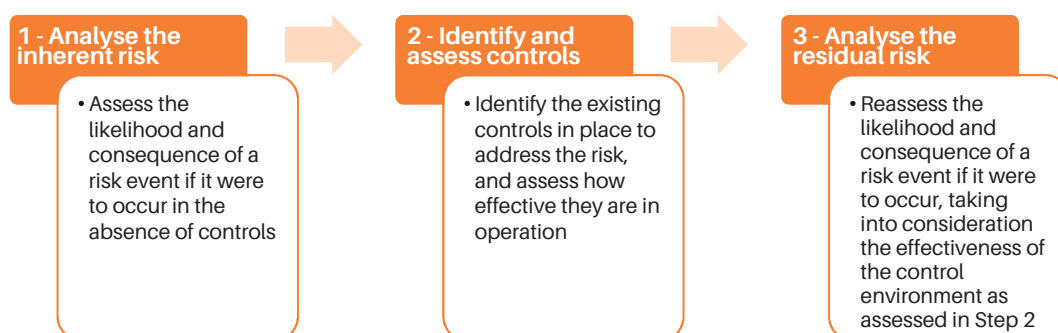 1 - Analyse the
inherent risk
• Assess the
likelihood and
consequence of a
risk event if it were
to occur in the
absence of controls
2 - Identify and
assess controls
• Identify the existing
controls in place to
address the risk,
and assess how
effective they are in
operation
3 - Analyse the
residual risk
• Reassess the
likelihood and
consequence of a
risk event if it were
to occur, taking
into consideration
the effectiveness of
the control
environment as
assessed in Step 2